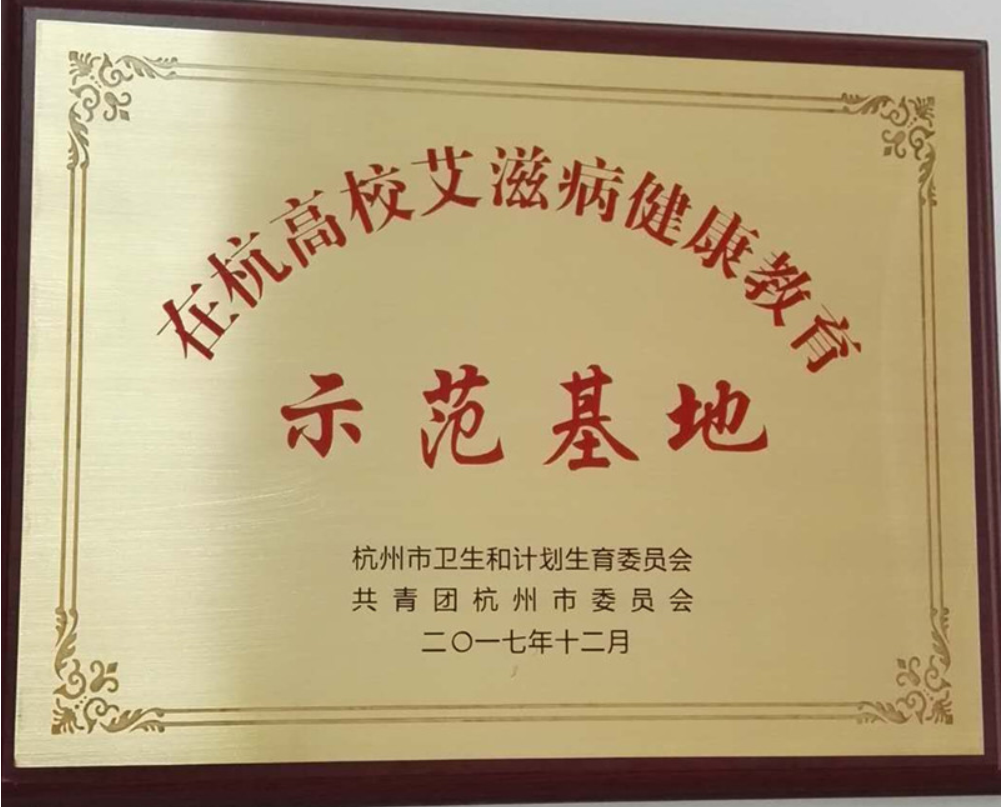 在杭高校艾滋病健康教育
示范基地
杭州市卫生和计划生育委员会
共青团杭州市委员会
二〇一七年十二月